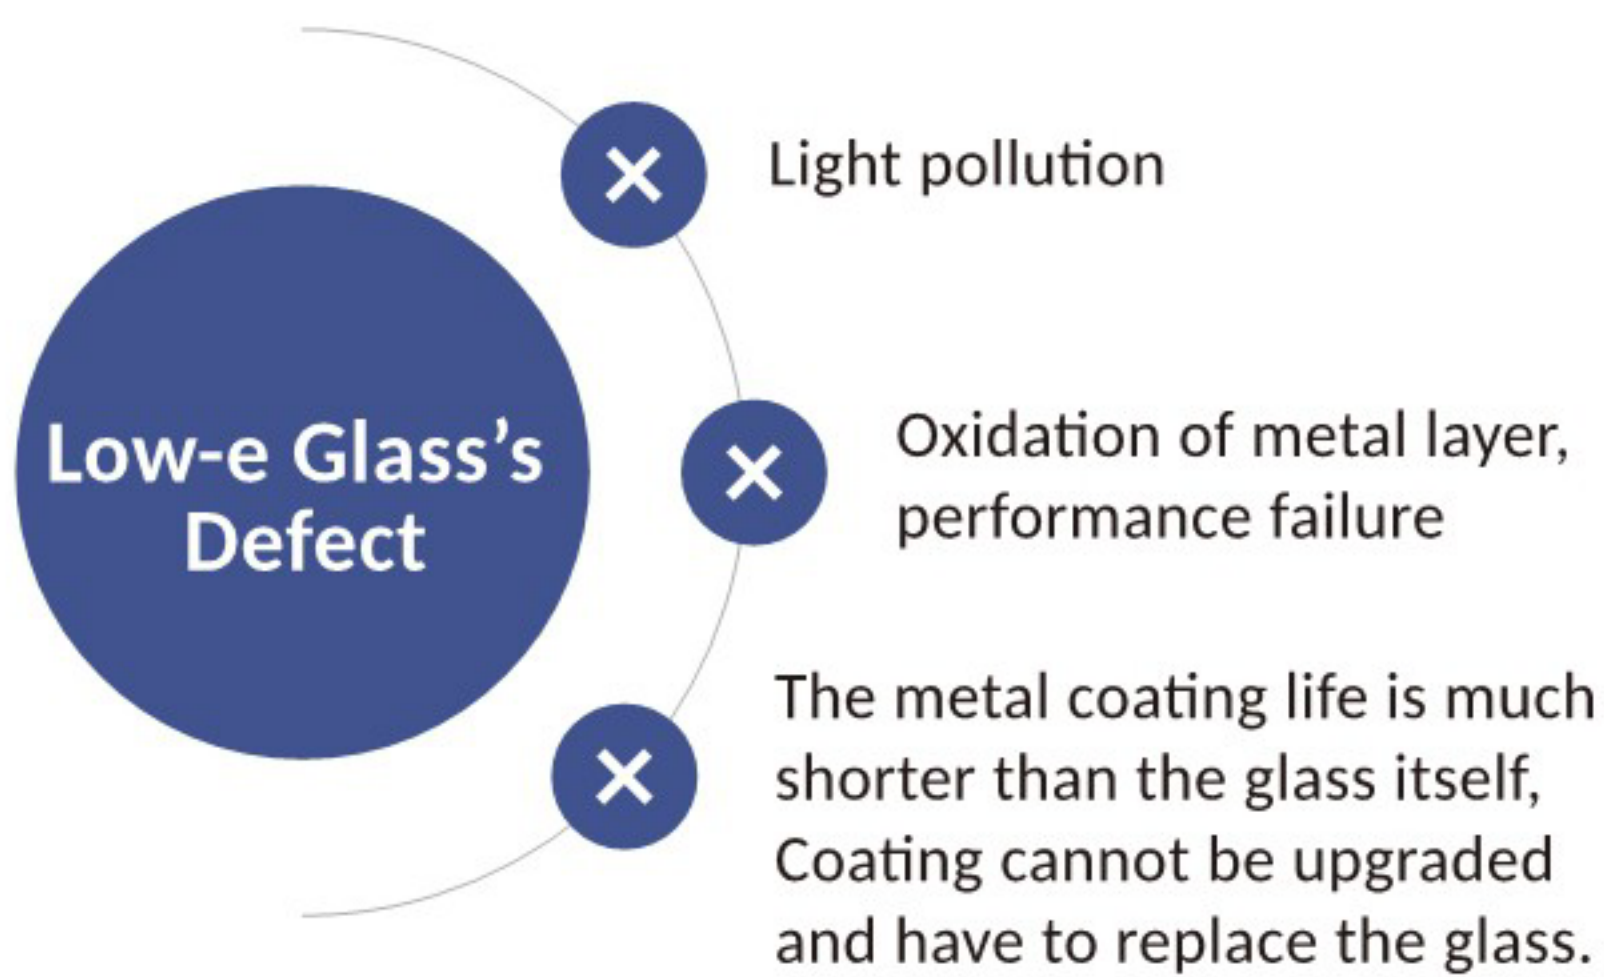 Low-e Glass’s
Defect
Light pollution
Oxidation of metal layer,
performance failure
The metal coating life is much
shorter than the glass itself,
Coating cannot be upgraded
and have to replace the glass.